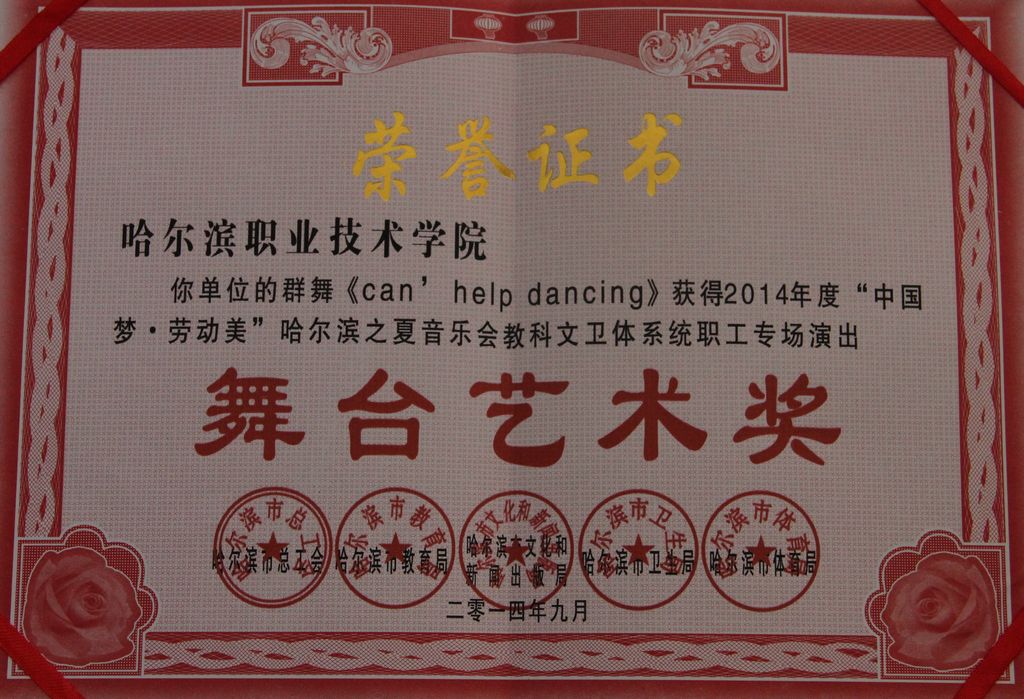 荣誉证书
哈尔滨职业技术学院
你单位的群舞《can' help dancing》获得2014年度“中国
梦·劳动美”哈尔滨之夏音乐会教科文卫体系统职工专场演出
舞台艺术奖
哈尔滨市总工会 哈尔滨市教育局 哈尔滨市文化和 哈尔滨市卫生局 哈尔滨市体育局
新闻出版局
二零一四年九月